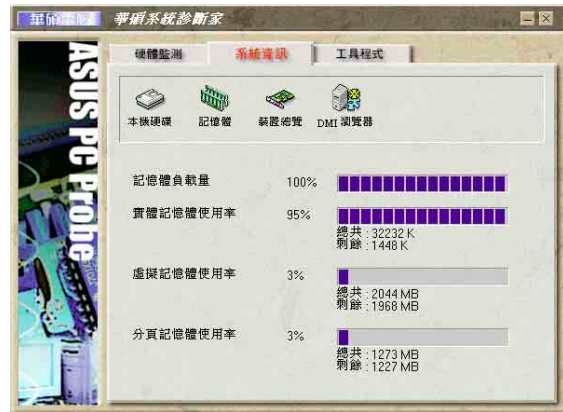 華碩電腦
華碩系統診斷家
ASUS PC Probe
硬體監測
系統資訊
工具程式
本機硬碟
記憶體
裝置總覽
DMI 瀏覽器
記憶體負載量 100%
實體記憶體使用率 95%
總共 : 32232 K
剩餘 : 1448 K
虛擬記憶體使用率 3%
總共 : 2044 MB
剩餘 : 1968 MB
分頁記憶體使用率 3%
總共 : 1273 MB
剩餘 : 1227 MB